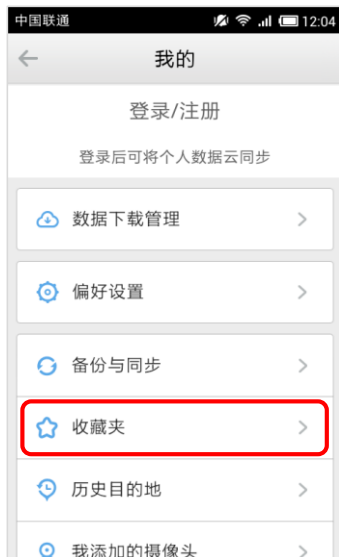 中国联通 12:04
我的
登录/注册
登录后可将个人数据云同步
数据下载管理
偏好设置
备份与同步
收藏夹
历史目的地
我添加的摄像头